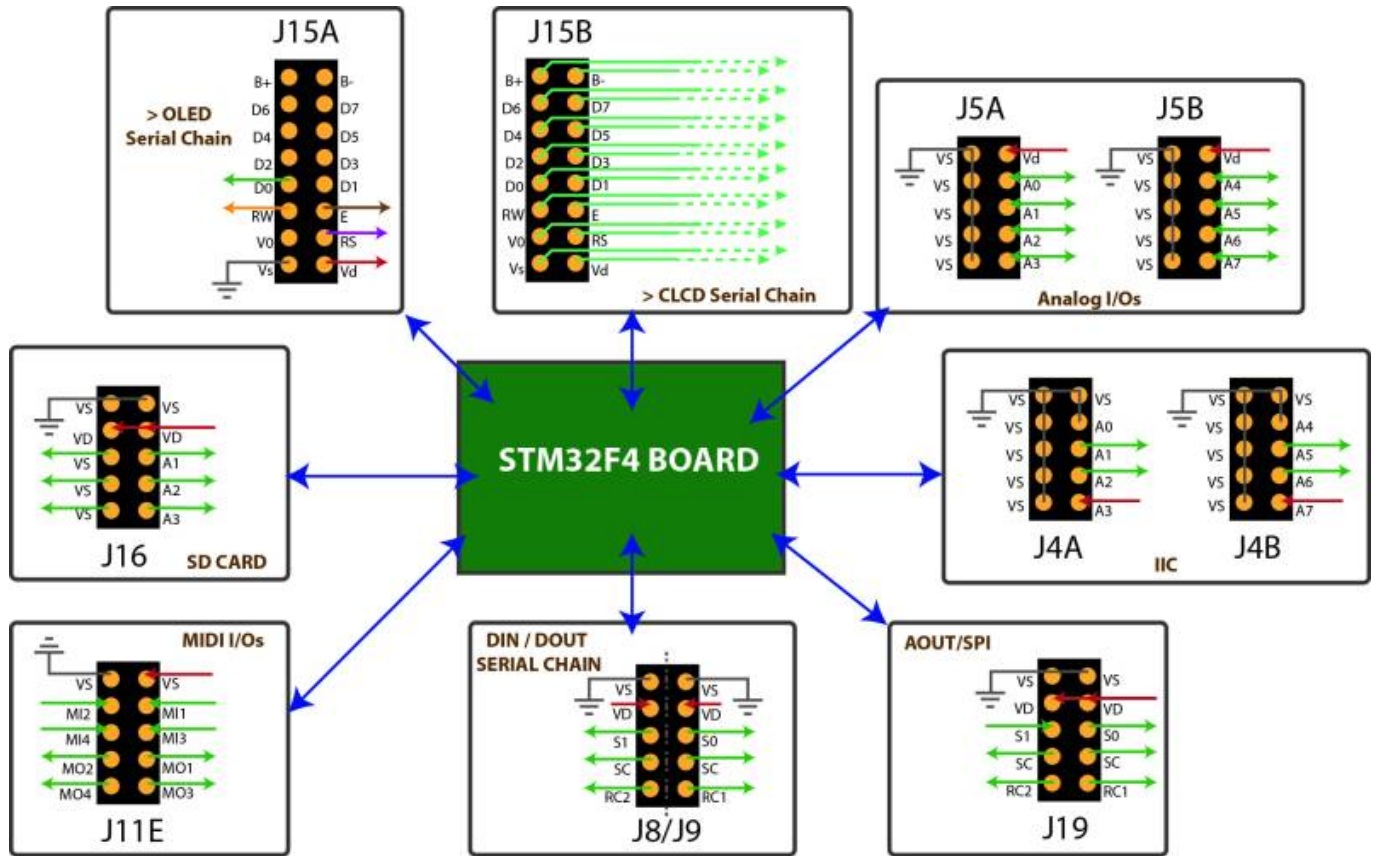 J15A
B+ B-
D6 D7
> OLED
Serial Chain
D4 D5
D2 D3
D0 D1
RW E
V0 RS
Vs Vd
J15B
B+ B-
D6 D7
D4 D5
D2 D3
D0 D1
RW E
V0 RS
Vs Vd
> CLCD Serial Chain
J5A J5B
VS Vd VS Vd
VS A0 VS A4
VS A1 VS A5
VS A2 VS A6
VS A3 VS A7
Analog I/Os
VS VS
VD VD
VS A1
VS A2
VS A3
J16
SD CARD
STM32F4 BOARD
VS VS VS VS
VS A0 VS A4
VS A1 VS A5
VS A2 VS A6
VS A3 VS A7
J4A J4B
IIC
MIDI I/Os
VS VS
MI2 MI1
MI4 MI3
MO2 MO1
MO4 MO3
J11E
DIN / DOUT
SERIAL CHAIN
VS VS
VD VD
S1 S0
SC SC
RC2 RC1
J8/J9
AOUT/SPI
VS VS
VD VD
S1 S0
SC SC
RC2 RC1
J19